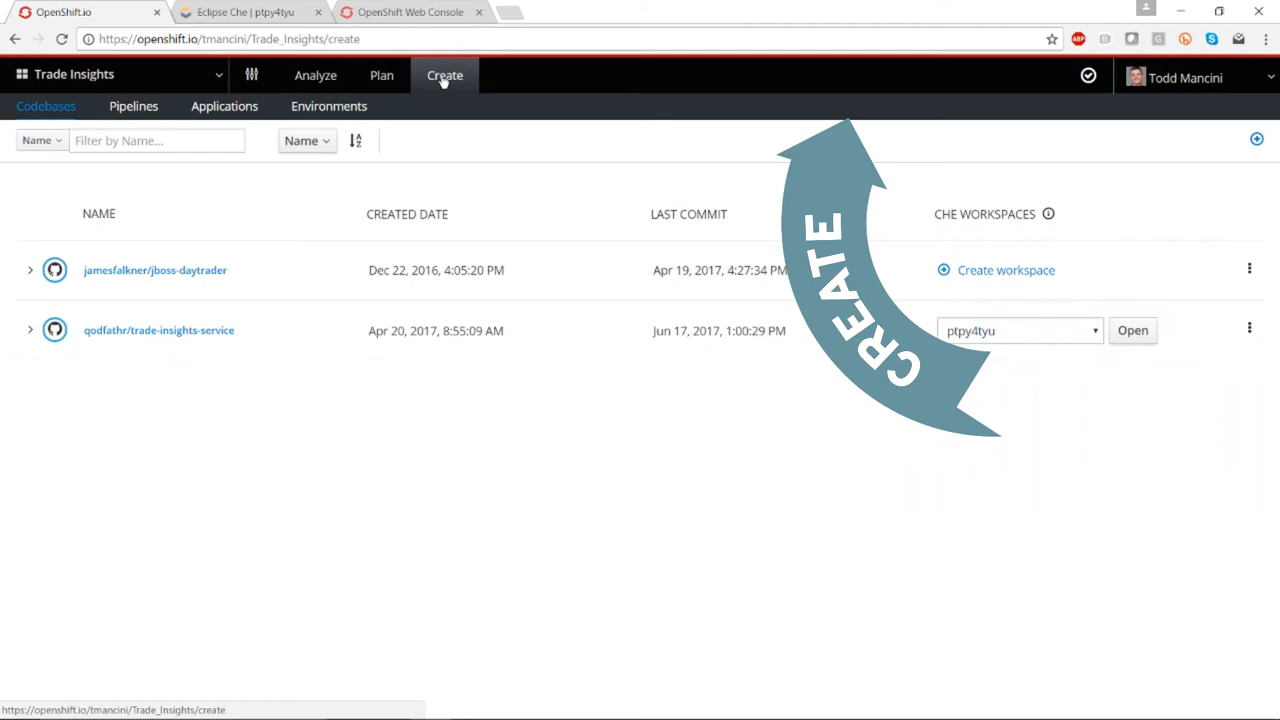 OpenShift.io
Eclipse Che | ptpy4tyu
OpenShift Web Console
https://openshift.io/tmancini/Trade_Insights/create
ABP
Trade Insights
Analyze
Plan
Create
Todd Mancini
Codebases
Pipelines
Applications
Environments
Name
Filter by Name...
Name
NAME
CREATED DATE
LAST COMMIT
CHE WORKSPACES
jamesfalkner/jboss-daytrader
Dec 22, 2016, 4:05:20 PM
Apr 19, 2017, 4:27:34 PM
Create workspace
qodfathr/trade-insights-service
Apr 20, 2017, 8:55:09 AM
Jun 17, 2017, 1:00:29 PM
ptpy4tyu
Open
CREATE
https://openshift.io/tmancini/Trade_Insights/create